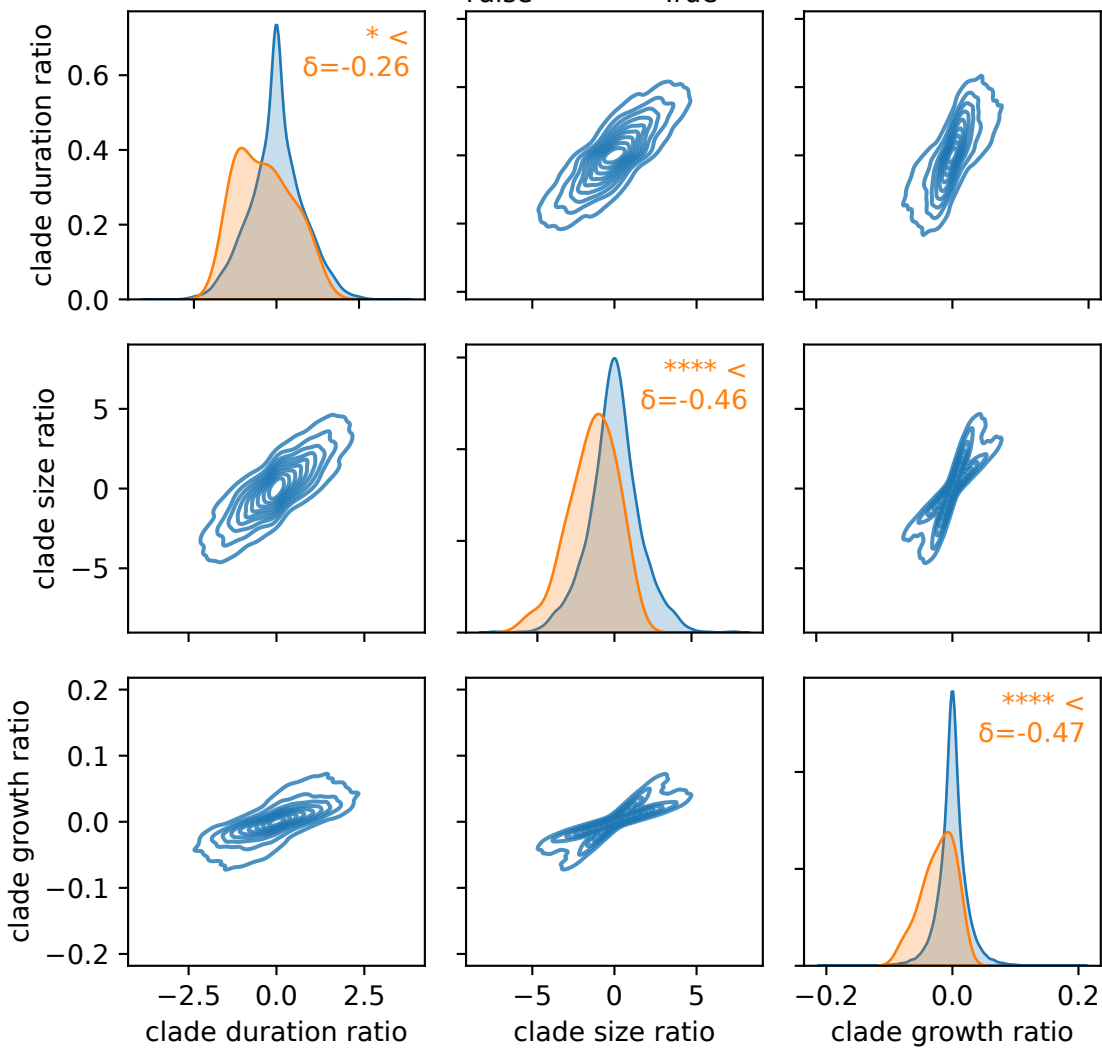 * <
δ=-0.26
clade duration ratio
0.6
0.4
0.2
0.0
**** <
δ=-0.46
clade size ratio
5
0
−5
**** <
δ=-0.47
clade growth ratio
0.2
0.1
0.0
−0.1
−0.2
−2.5 0.0 2.5 −5 0 5 −0.2 0.0 0.2
clade duration ratio clade size ratio clade growth ratio